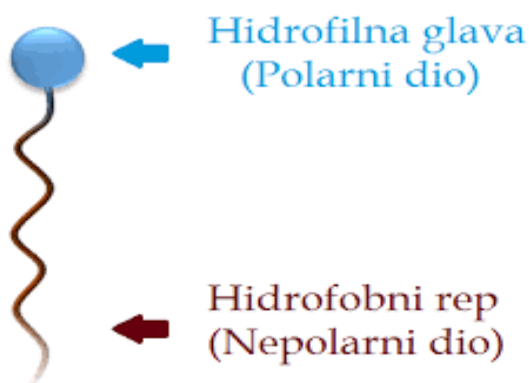 Hidrofilna glava
(Polarni dio)
Hidrofobni rep
(Nepolarni dio)